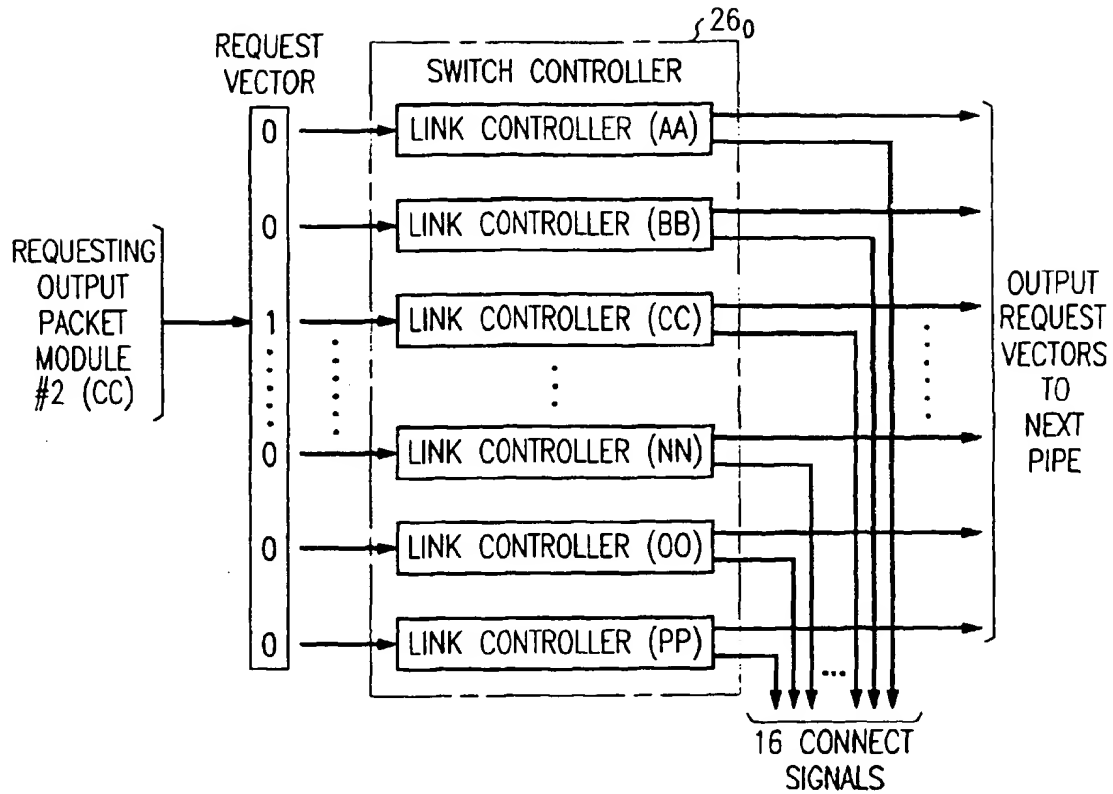 26₀
REQUEST
VECTOR
SWITCH CONTROLLER
0
LINK CONTROLLER (AA)
0
LINK CONTROLLER (BB)
REQUESTING
OUTPUT
PACKET
MODULE
#2 (CC)
1
LINK CONTROLLER (CC)
OUTPUT
REQUEST
VECTORS
TO
NEXT
PIPE
0
LINK CONTROLLER (NN)
0
LINK CONTROLLER (OO)
0
LINK CONTROLLER (PP)
16 CONNECT
SIGNALS